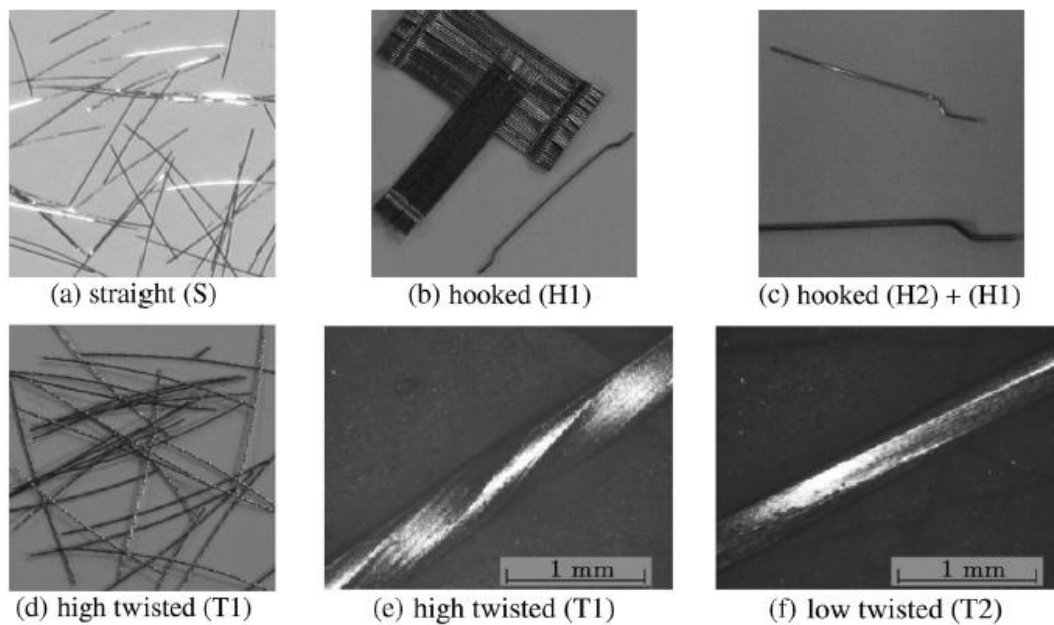 (a) straight (S)
(b) hooked (H1)
(c) hooked (H2) + (H1)
1 mm
1 mm
(d) high twisted (T1)
(e) high twisted (T1)
(f) low twisted (T2)